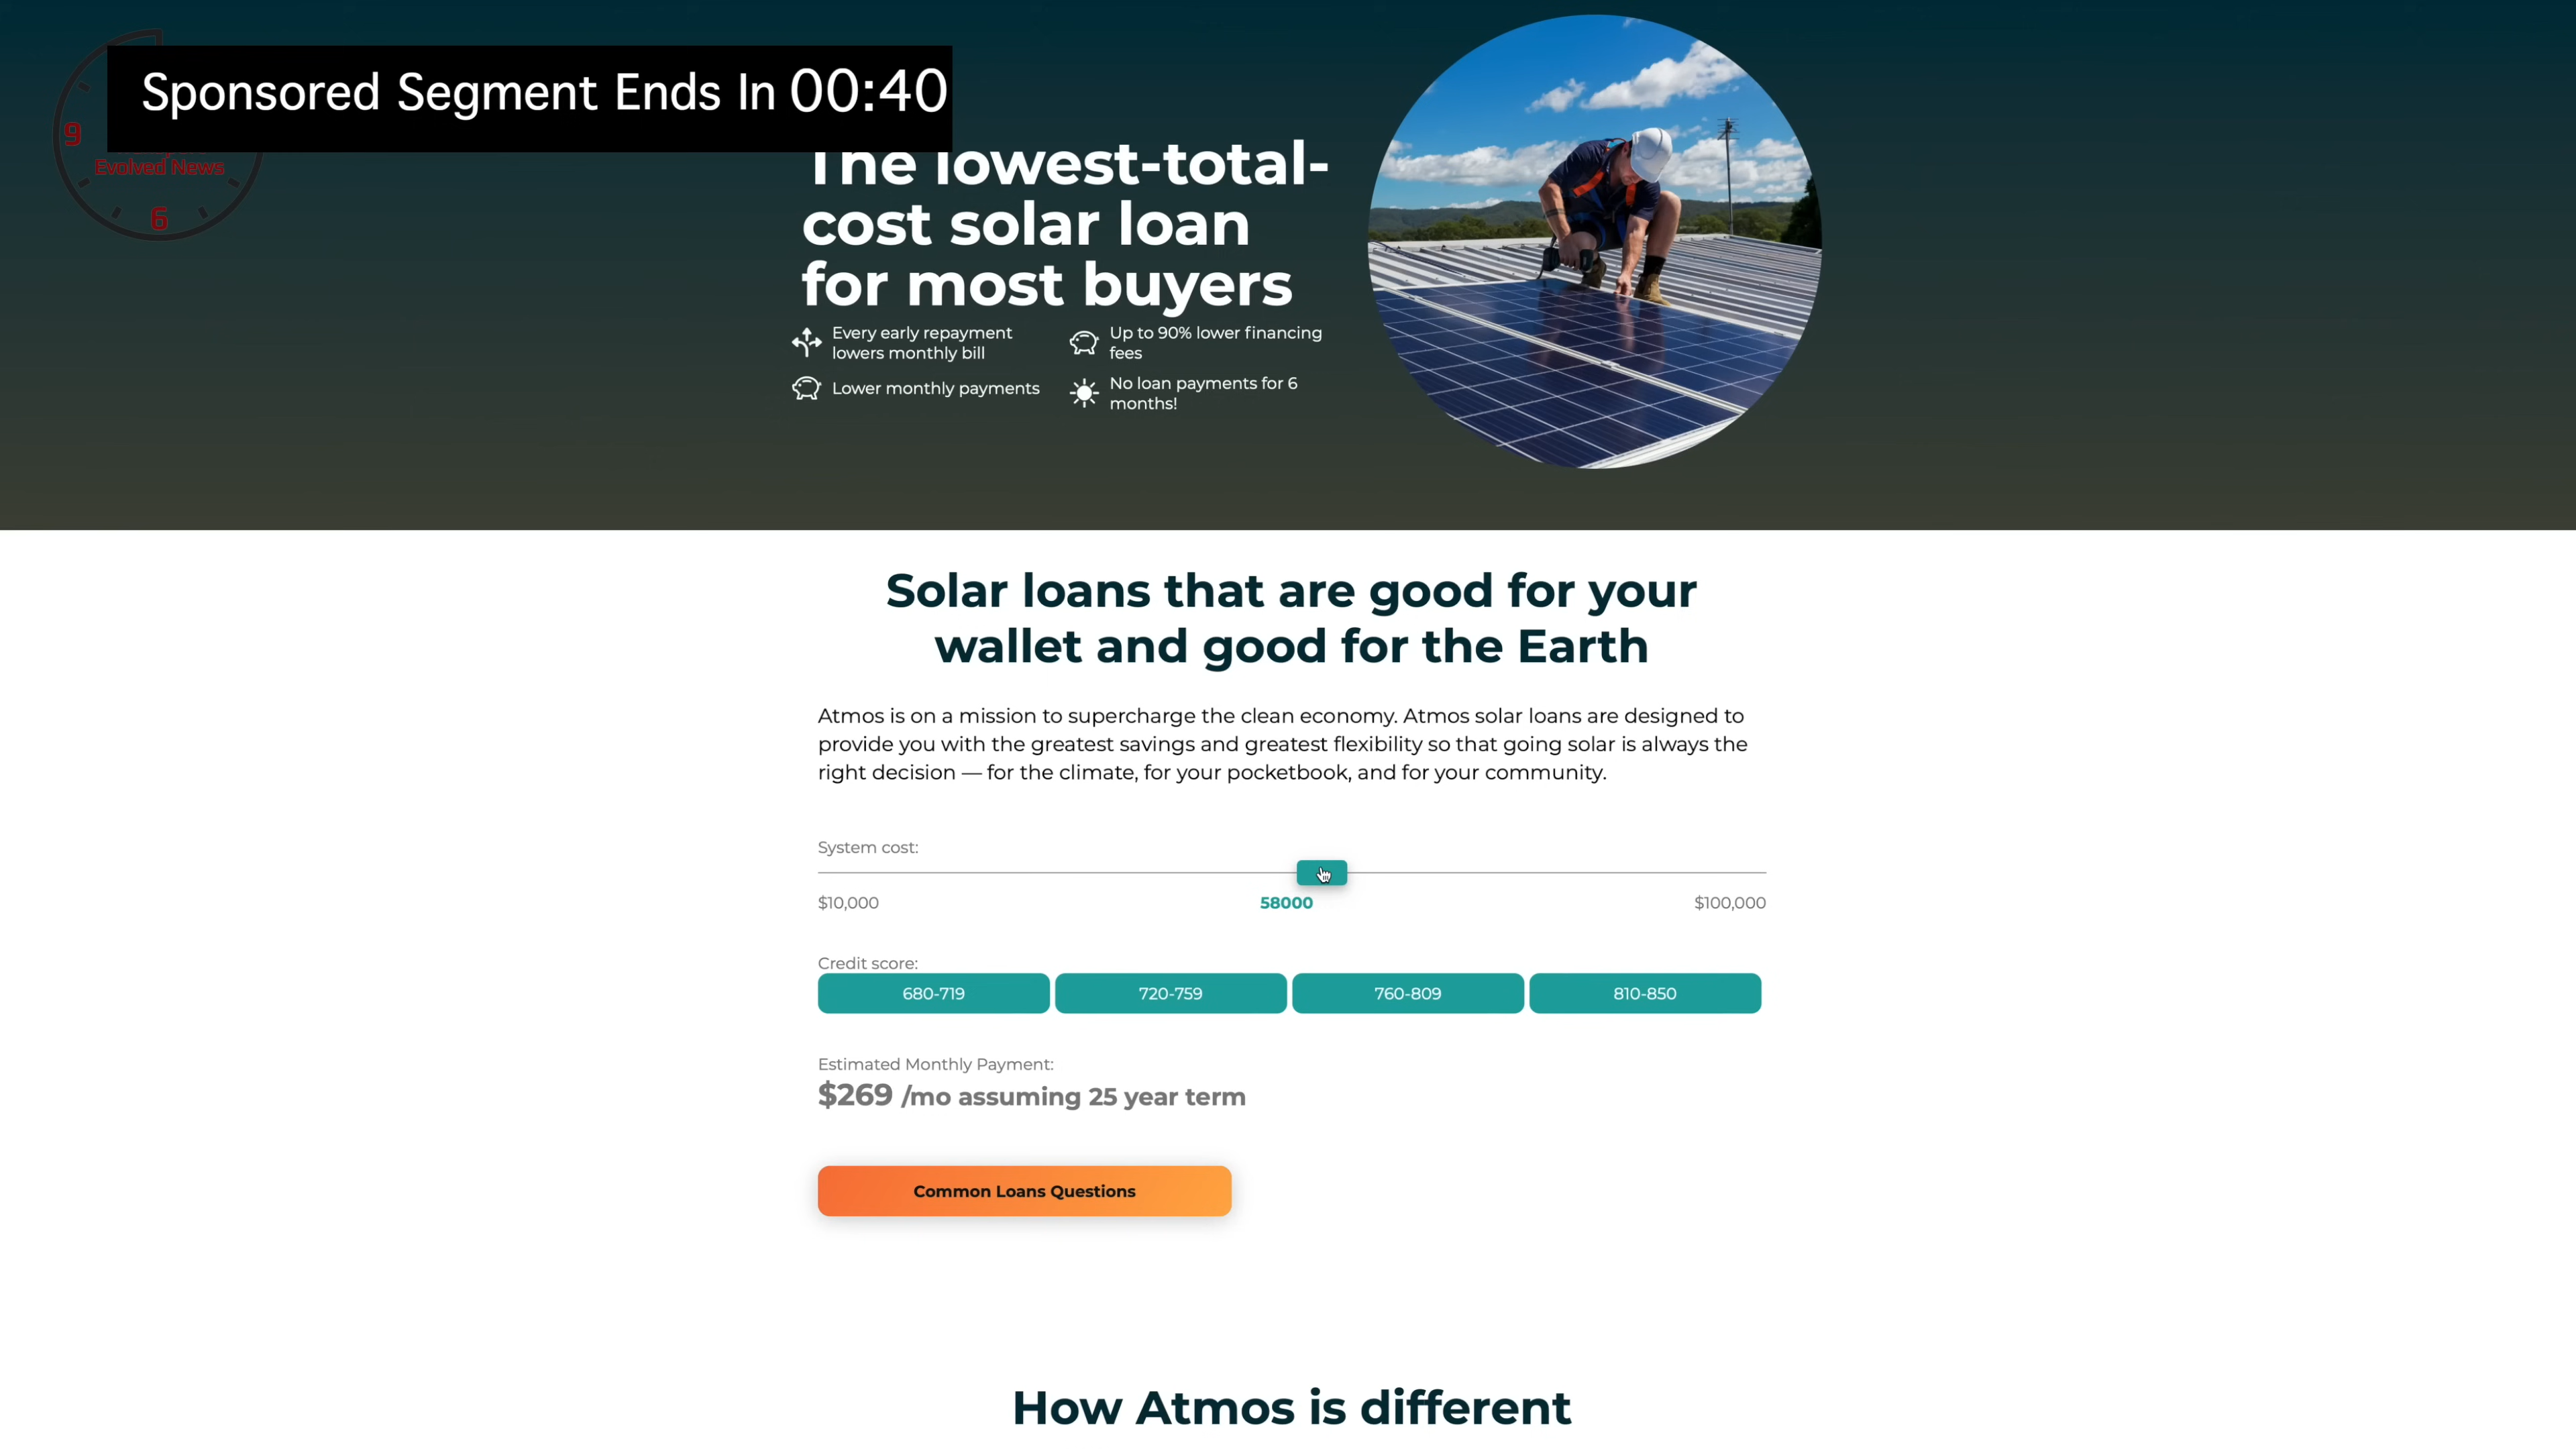 Sponsored Segment Ends In 00:40
9
Evolved News
6
The lowest-total-
cost solar loan
for most buyers
Every early repayment
lowers monthly bill
Up to 90% lower financing
fees
Lower monthly payments
No loan payments for 6
months!
Solar loans that are good for your
wallet and good for the Earth
Atmos is on a mission to supercharge the clean economy. Atmos solar loans are designed to
provide you with the greatest savings and greatest flexibility so that going solar is always the
right decision — for the climate, for your pocketbook, and for your community.
System cost:
$10,000 58000 $100,000
Credit score:
680-719 720-759 760-809 810-850
Estimated Monthly Payment:
$269 /mo assuming 25 year term
Common Loans Questions
How Atmos is different